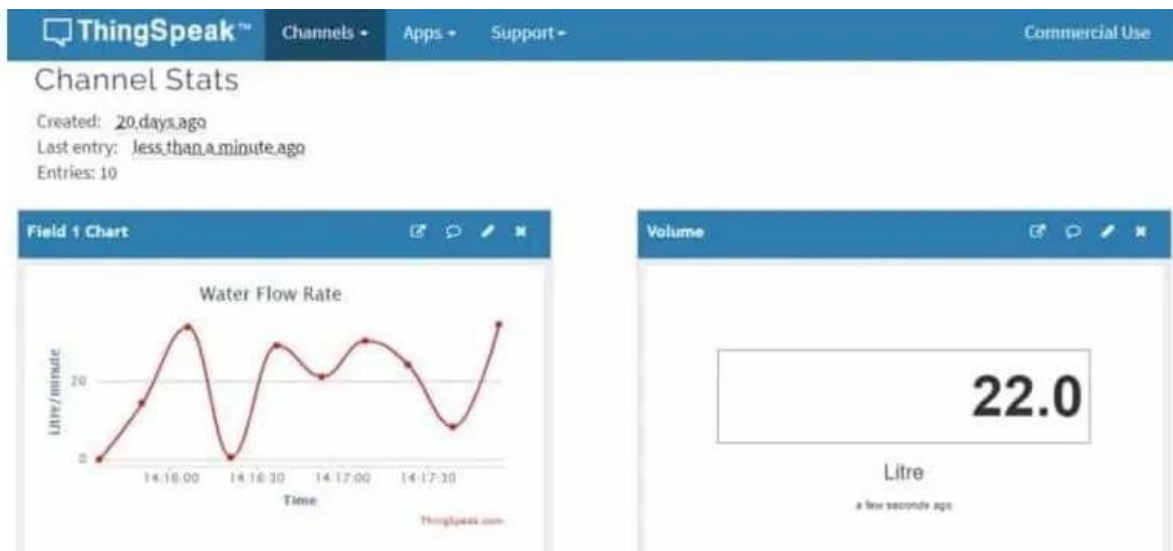 ThingSpeak™ Channels Apps Support Commercial Use
Channel Stats
Created: 20 days ago
Last entry: less than a minute ago
Entries: 10
Field 1 Chart
Water Flow Rate
Litre/minute
20
0
14:16:00 14:16:30 14:17:00 14:17:30
Time
ThingSpeak.com
Volume
22.0
Litre
a few seconds ago